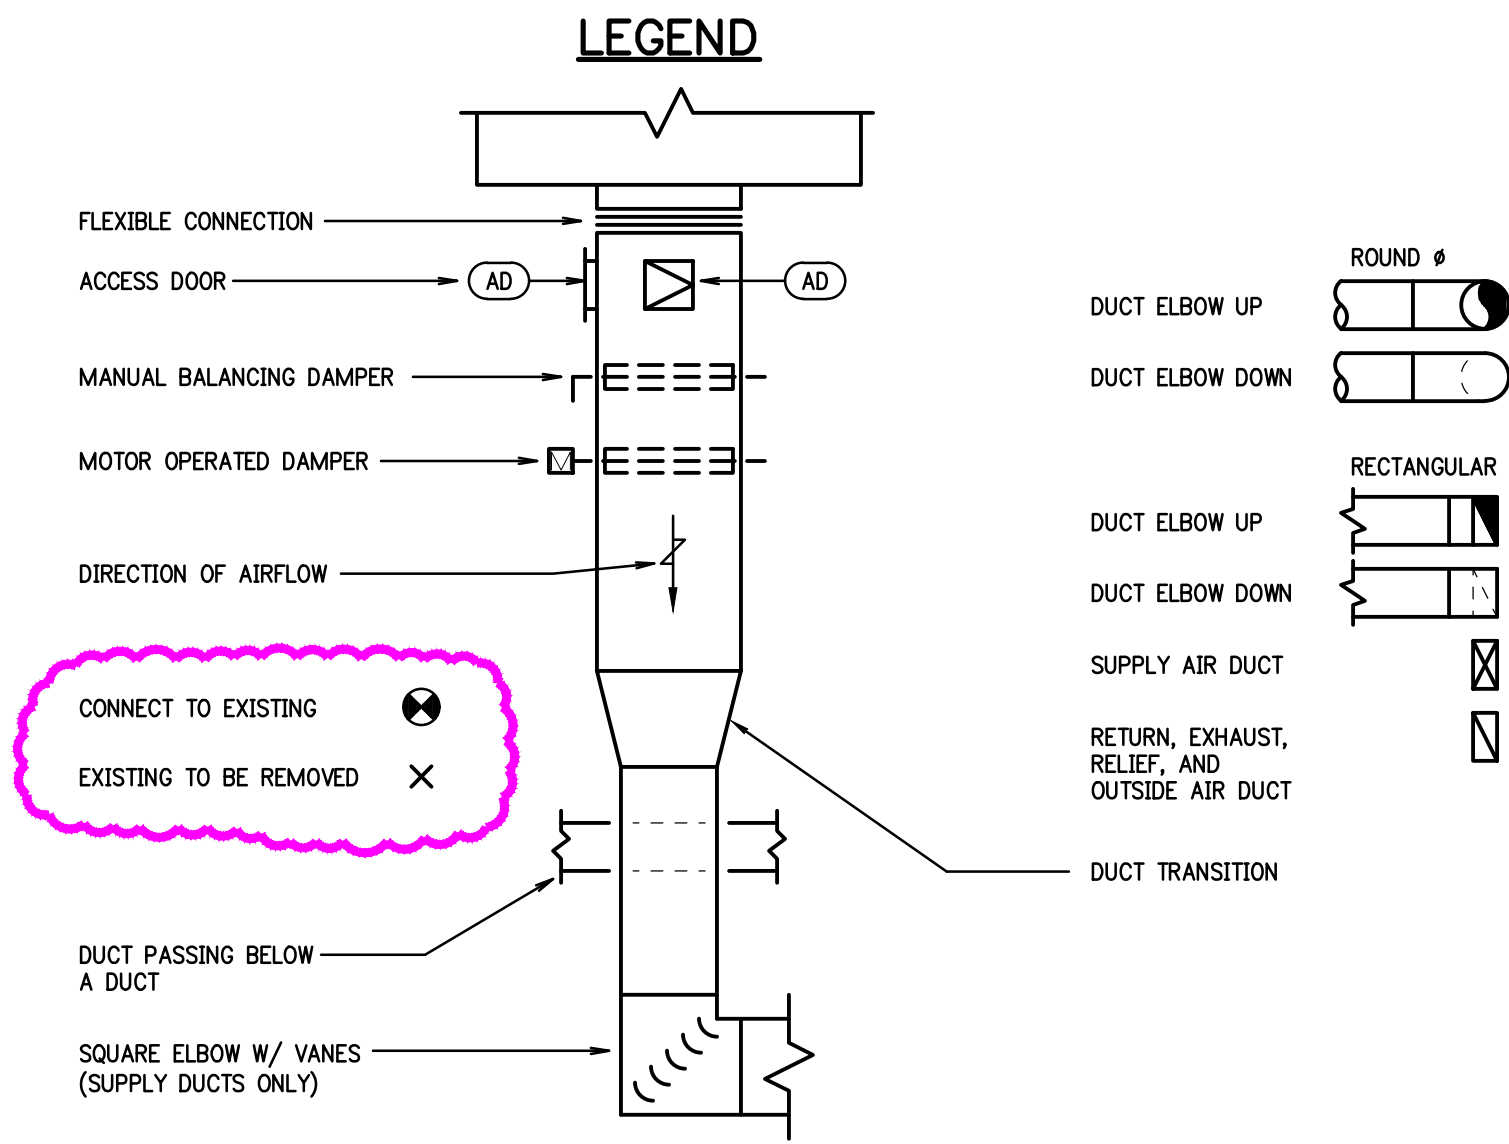 LEGEND
FLEXIBLE CONNECTION
ACCESS DOOR
AD
AD
MANUAL BALANCING DAMPER
MOTOR OPERATED DAMPER
DIRECTION OF AIRFLOW
CONNECT TO EXISTING
EXISTING TO BE REMOVED
DUCT PASSING BELOW
A DUCT
SQUARE ELBOW W/ VANES
(SUPPLY DUCTS ONLY)
ROUND ø
DUCT ELBOW UP
DUCT ELBOW DOWN
RECTANGULAR
DUCT ELBOW UP
DUCT ELBOW DOWN
SUPPLY AIR DUCT
RETURN, EXHAUST,
RELIEF, AND
OUTSIDE AIR DUCT
DUCT TRANSITION